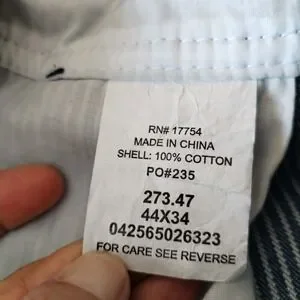 RN# 17754
MADE IN CHINA
SHELL: 100% COTTON
PO#235
273.47
44X34
042565026323
FOR CARE SEE REVERSE